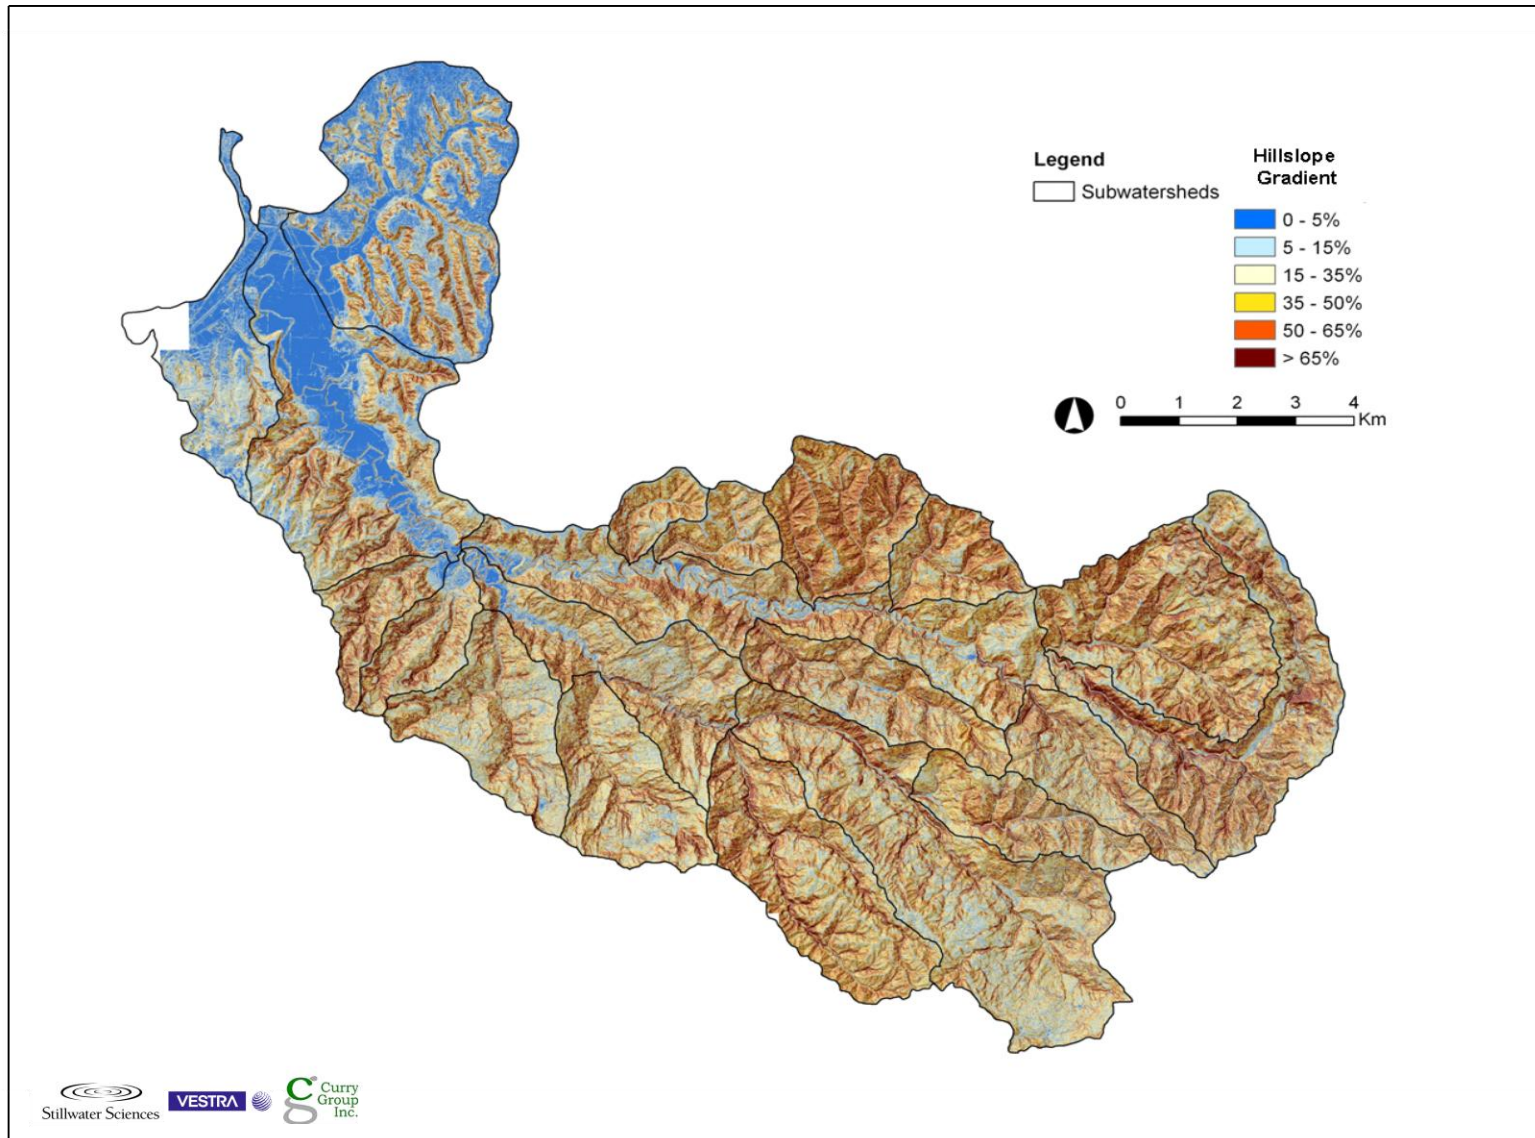 Legend
Subwatersheds
Hillslope
Gradient
0 - 5%
5 - 15%
15 - 35%
35 - 50%
50 - 65%
> 65%
0 1 2 3 4
Km
Stillwater Sciences
VESTRA
Curry
Group
Inc.